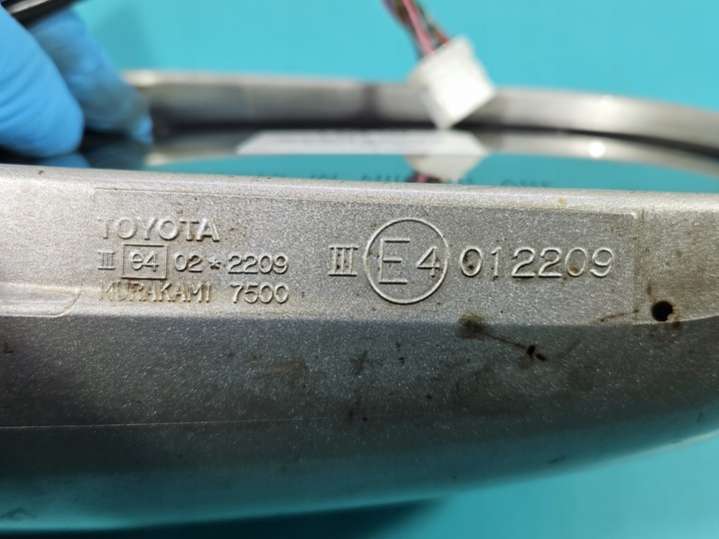 TOYOTA
III e4 02*2209
MURAKAMI 7500
III E4 012209